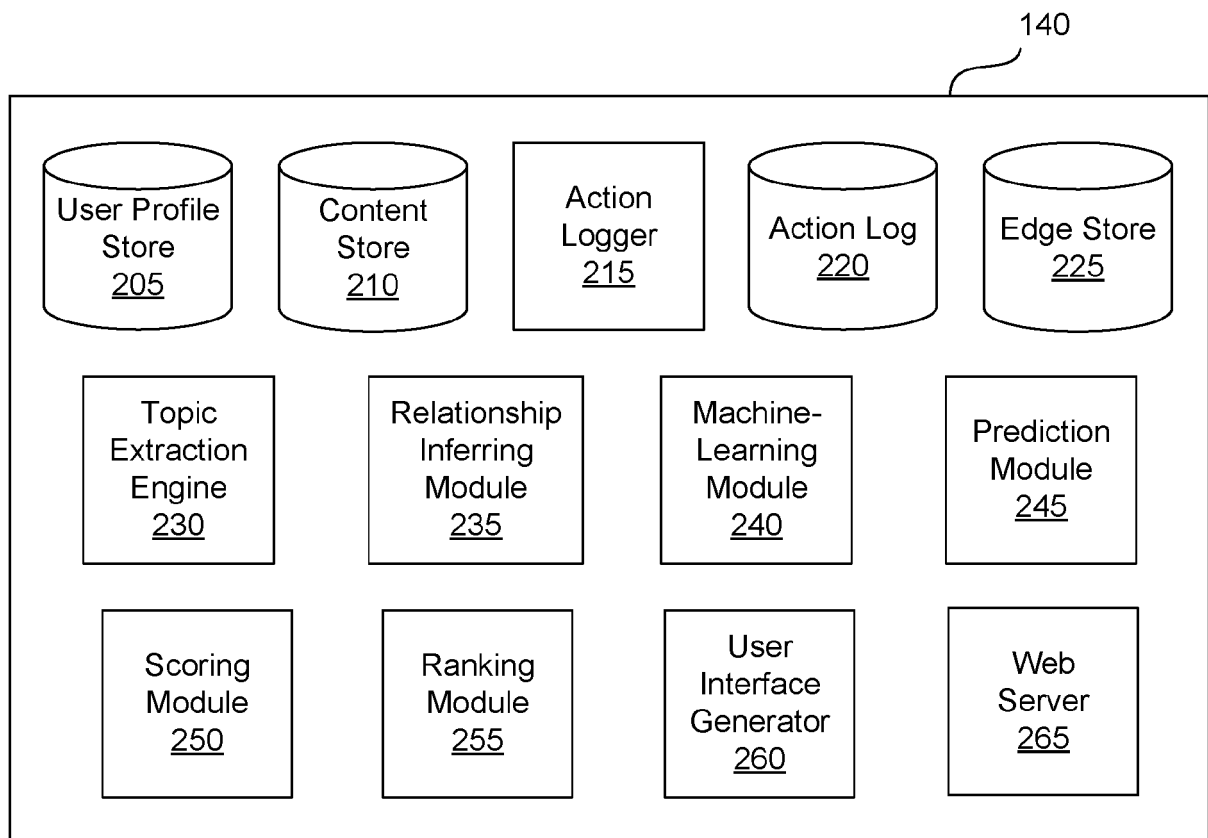 140
User Profile
Store
205
Content
Store
210
Action
Logger
215
Action Log
220
Edge Store
225
Topic
Extraction
Engine
230
Relationship
Inferring
Module
235
Machine-
Learning
Module
240
Prediction
Module
245
Scoring
Module
250
Ranking
Module
255
User
Interface
Generator
260
Web
Server
265